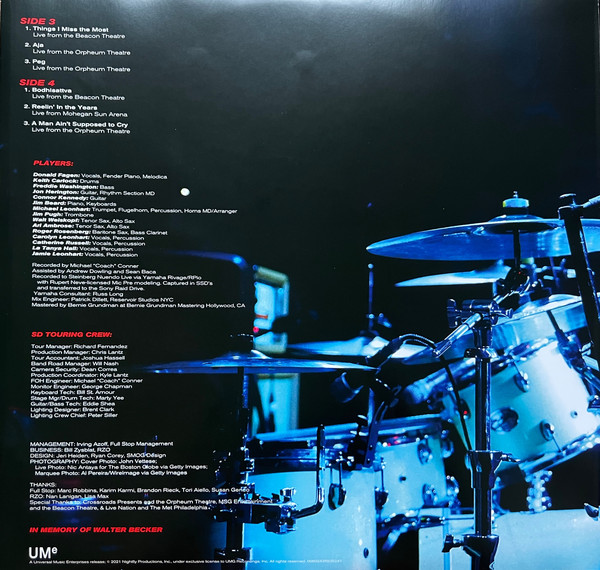 SIDE 3
1. Things I Miss the Most
Live from the Beacon Theatre
2. Aja
Live from the Orpheum Theatre
3. Peg
Live from the Orpheum Theatre
SIDE 4
1. Bodhisattva
Live from the Beacon Theatre
2. Reelin' In the Years
Live from Mohegan Sun Arena
3. A Man Ain't Supposed to Cry
Live from the Orpheum Theatre
PLAYERS:
Donald Fagen: Vocals, Fender Piano, Melodica
Keith Carlock: Drums
Freddie Washington: Bass
Jon Herington: Guitar, Rhythm Section MD
Connor Kennedy: Guitar
Jim Beard: Piano, Keyboards
Michael Leonhart: Trumpet, Flugelhorn, Percussion, Horns MD/Arranger
Jim Pugh: Trombone
Walt Weiskopf: Tenor Sax, Alto Sax
Ari Ambrose: Tenor Sax, Alto Sax
Roger Rosenberg: Baritone Sax, Bass Clarinet
Carolyn Leonhart: Vocals, Percussion
Catherine Russell: Vocals, Percussion
La Tanya Hall: Vocals, Percussion
Jamie Leonhart: Vocals, Percussion
Recorded by Michael "Coach" Conner
Assisted by Andrew Dowling and Sean Baca
Recorded to Steinberg Nuendo Live via Yamaha Rivage/RPio
with Rupert Neve-licensed Mic Pre modeling. Captured in SSD's
and transferred to the Sony Raid Drive.
Yamaha Consultant: Russ Long
Mix Engineer: Patrick Dillett, Reservoir Studios NYC
Mastered by Bernie Grundman at Bernie Grundman Mastering Hollywood, CA
SD TOURING CREW:
Tour Manager: Richard Fernandez
Production Manager: Chris Lantz
Tour Accountant: Joshua Hassell
Band Road Manager: Will Nash
Camera Security: Dean Correa
Production Coordinator: Kyle Lantz
FOH Engineer: Michael "Coach" Conner
Monitor Engineer: George Chapman
Keyboard Tech: Bill St. Amour
Stage Mgr/Drum Tech: Marty Yee
Guitar/Bass Tech: Eddie Shea
Lighting Designer: Brent Clark
Lighting Crew Chief: Peter Siller
MANAGEMENT: Irving Azoff, Full Stop Management
BUSINESS: Bill Zysblat, RZO
DESIGN: Jeri Heiden, Ryan Corey, SMOG Design
PHOTOGRAPHY: Cover Photo: John Vettese;
Live Photo: Nic Antaya for The Boston Globe via Getty Images;
Marquee Photo: Al Pereira/WireImage via Getty Images
THANKS:
Full Stop: Marc Robbins, Karim Karmi, Brandon Rieck, Tori Aiello, Susan Genco
RZO: Nan Lanigan, Lisa Max
Special Thanks to: Crossroads Presents and the Orpheum Theatre, MSG Entertainment
and the Beacon Theatre, & Live Nation and The Met Philadelphia
IN MEMORY OF WALTER BECKER
UMe
A Universal Music Enterprises release; ℗ 2021 Nightfly Productions, Inc., under exclusive license to UMG Recordings, Inc. All rights reserved.